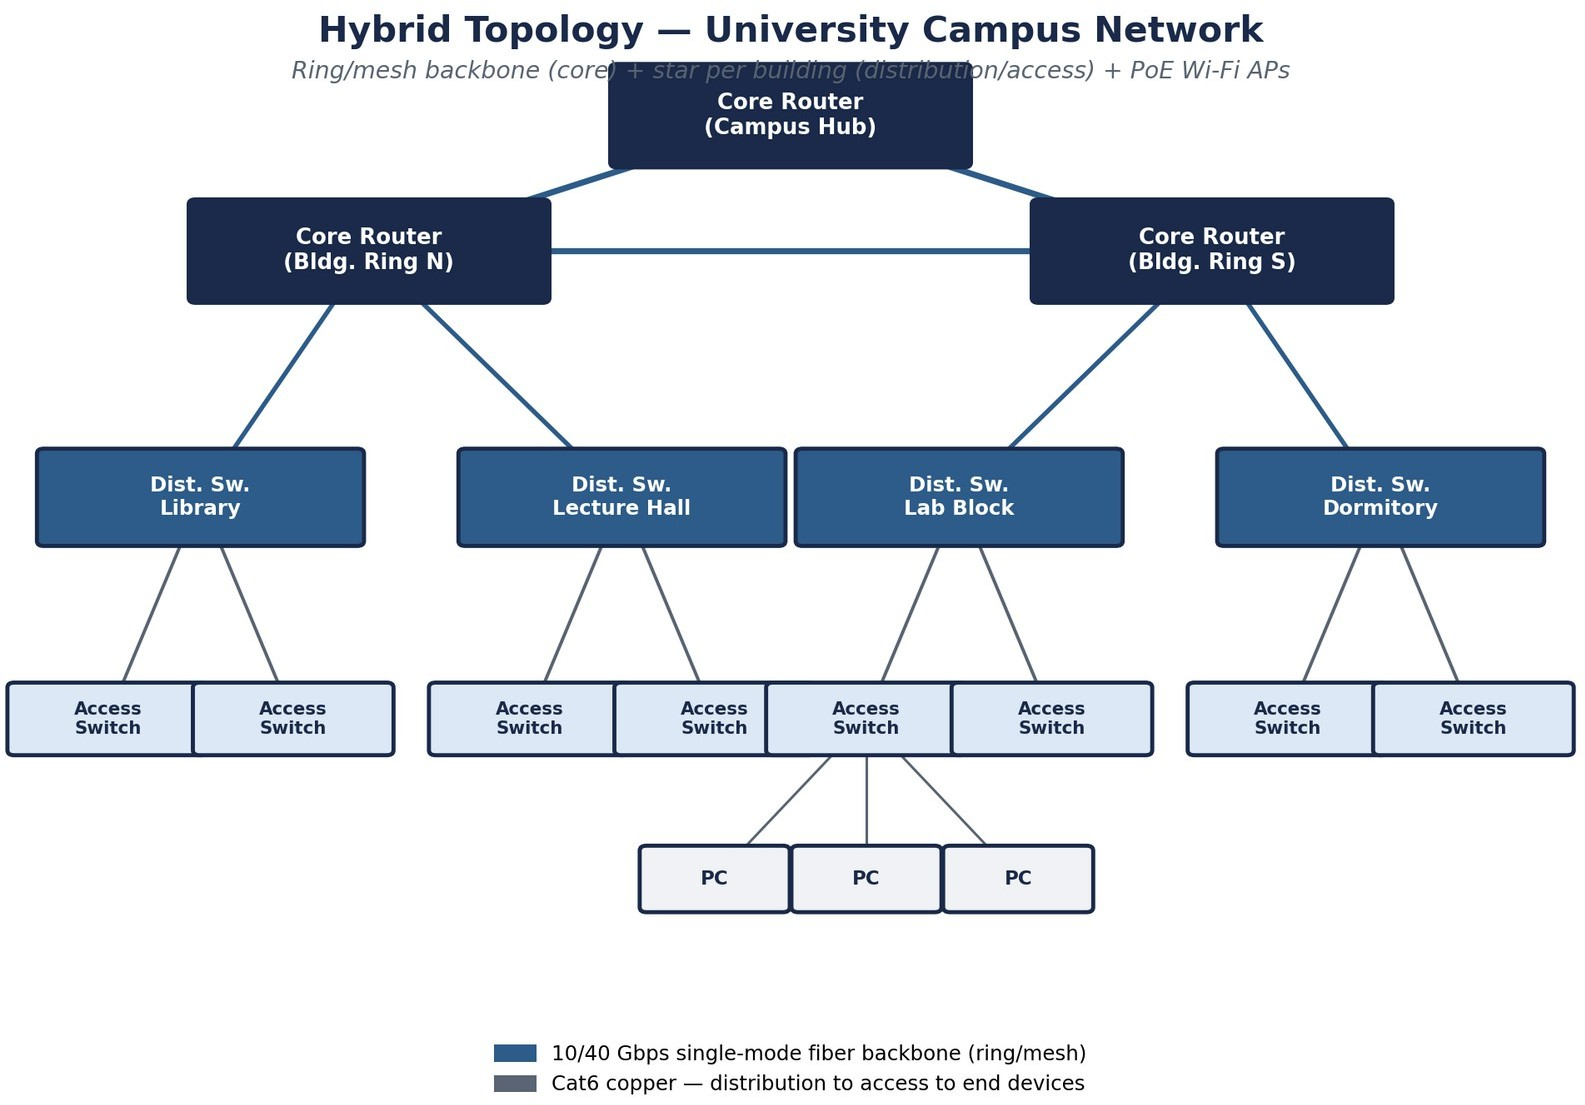 Hybrid Topology — University Campus Network
Ring/mesh backbone (core) + star per building (distribution/access) + PoE Wi-Fi APs
Core Router
(Campus Hub)
Core Router
(Bldg. Ring N)
Core Router
(Bldg. Ring S)
Dist. Sw.
Library
Dist. Sw.
Lecture Hall
Dist. Sw.
Lab Block
Dist. Sw.
Dormitory
Access
Switch
Access
Switch
Access
Switch
Access
Switch
Access
Switch
Access
Switch
Access
Switch
Access
Switch
PC
PC
PC
10/40 Gbps single-mode fiber backbone (ring/mesh)
Cat6 copper — distribution to access to end devices